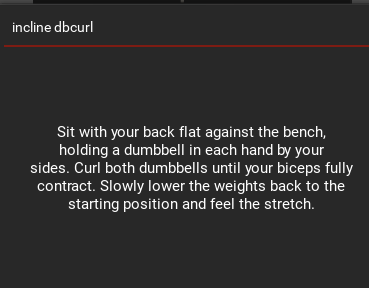 incline dbcurl
Sit with your back flat against the bench,
holding a dumbbell in each hand by your
sides. Curl both dumbbells until your biceps fully
contract. Slowly lower the weights back to the
starting position and feel the stretch.